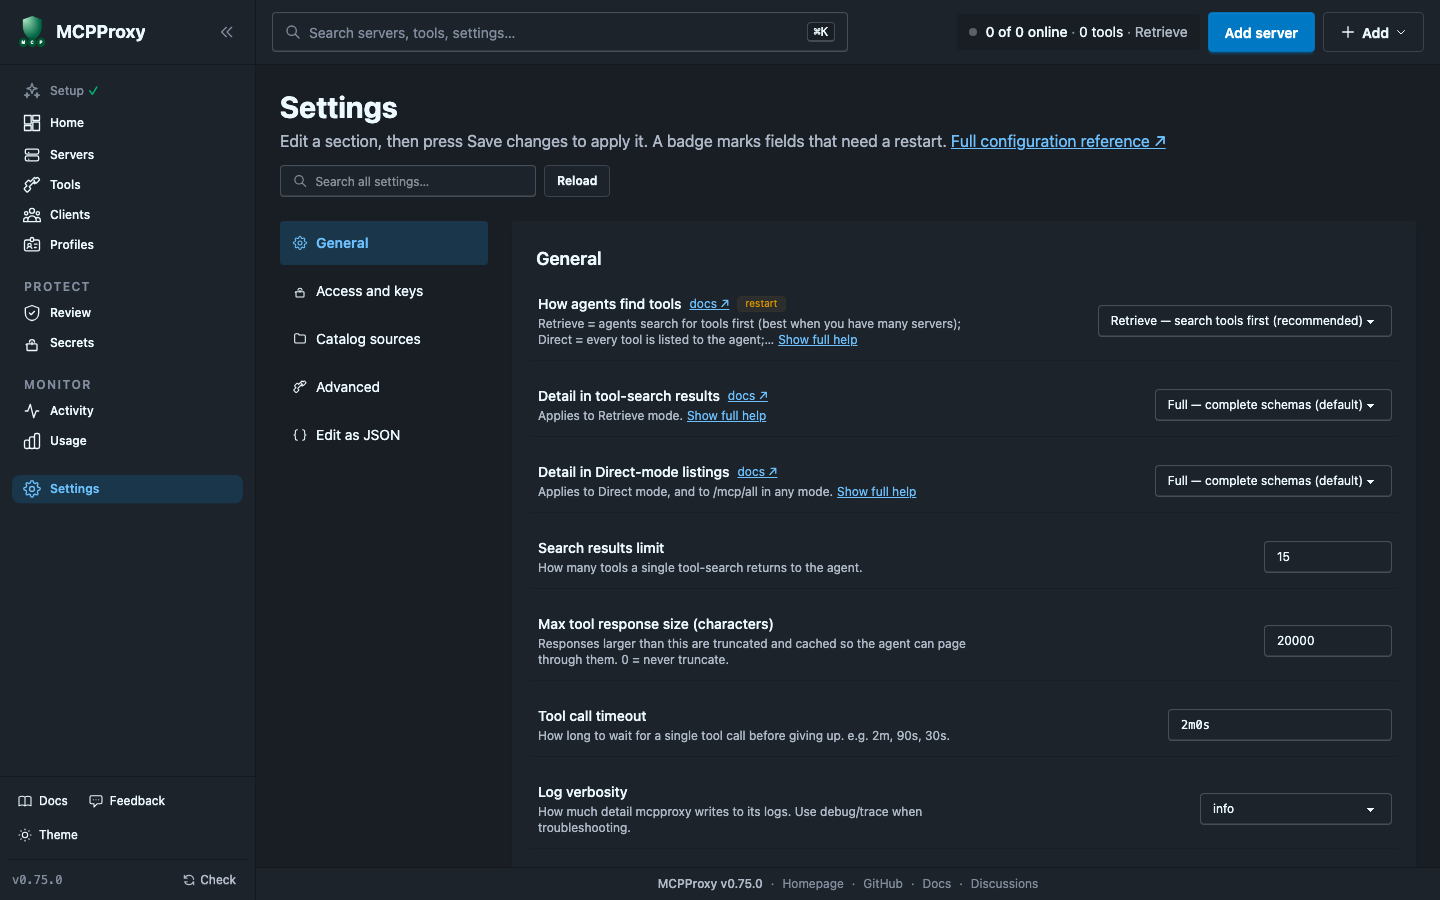 MCP
MCPProxy
Search servers, tools, settings...
⌘K
0 of 0 online · 0 tools · Retrieve
Add server
Add
Setup
Home
Servers
Tools
Clients
Profiles
PROTECT
Review
Secrets
MONITOR
Activity
Usage
Settings
Docs
Feedback
Theme
v0.75.0
Check
Settings
Edit a section, then press Save changes to apply it. A badge marks fields that need a restart. Full configuration reference ↗
Search all settings...
Reload
General
Access and keys
Catalog sources
Advanced
{ } Edit as JSON
General
How agents find tools docs ↗ restart
Retrieve = agents search for tools first (best when you have many servers);
Direct = every tool is listed to the agent;... Show full help
Retrieve — search tools first (recommended)
Detail in tool-search results docs ↗
Applies to Retrieve mode. Show full help
Full — complete schemas (default)
Detail in Direct-mode listings docs ↗
Applies to Direct mode, and to /mcp/all in any mode. Show full help
Full — complete schemas (default)
Search results limit
How many tools a single tool-search returns to the agent.
15
Max tool response size (characters)
Responses larger than this are truncated and cached so the agent can page
through them. 0 = never truncate.
20000
Tool call timeout
How long to wait for a single tool call before giving up. e.g. 2m, 90s, 30s.
2m0s
Log verbosity
How much detail mcpproxy writes to its logs. Use debug/trace when
troubleshooting.
info
MCPProxy v0.75.0 · Homepage · GitHub · Docs · Discussions